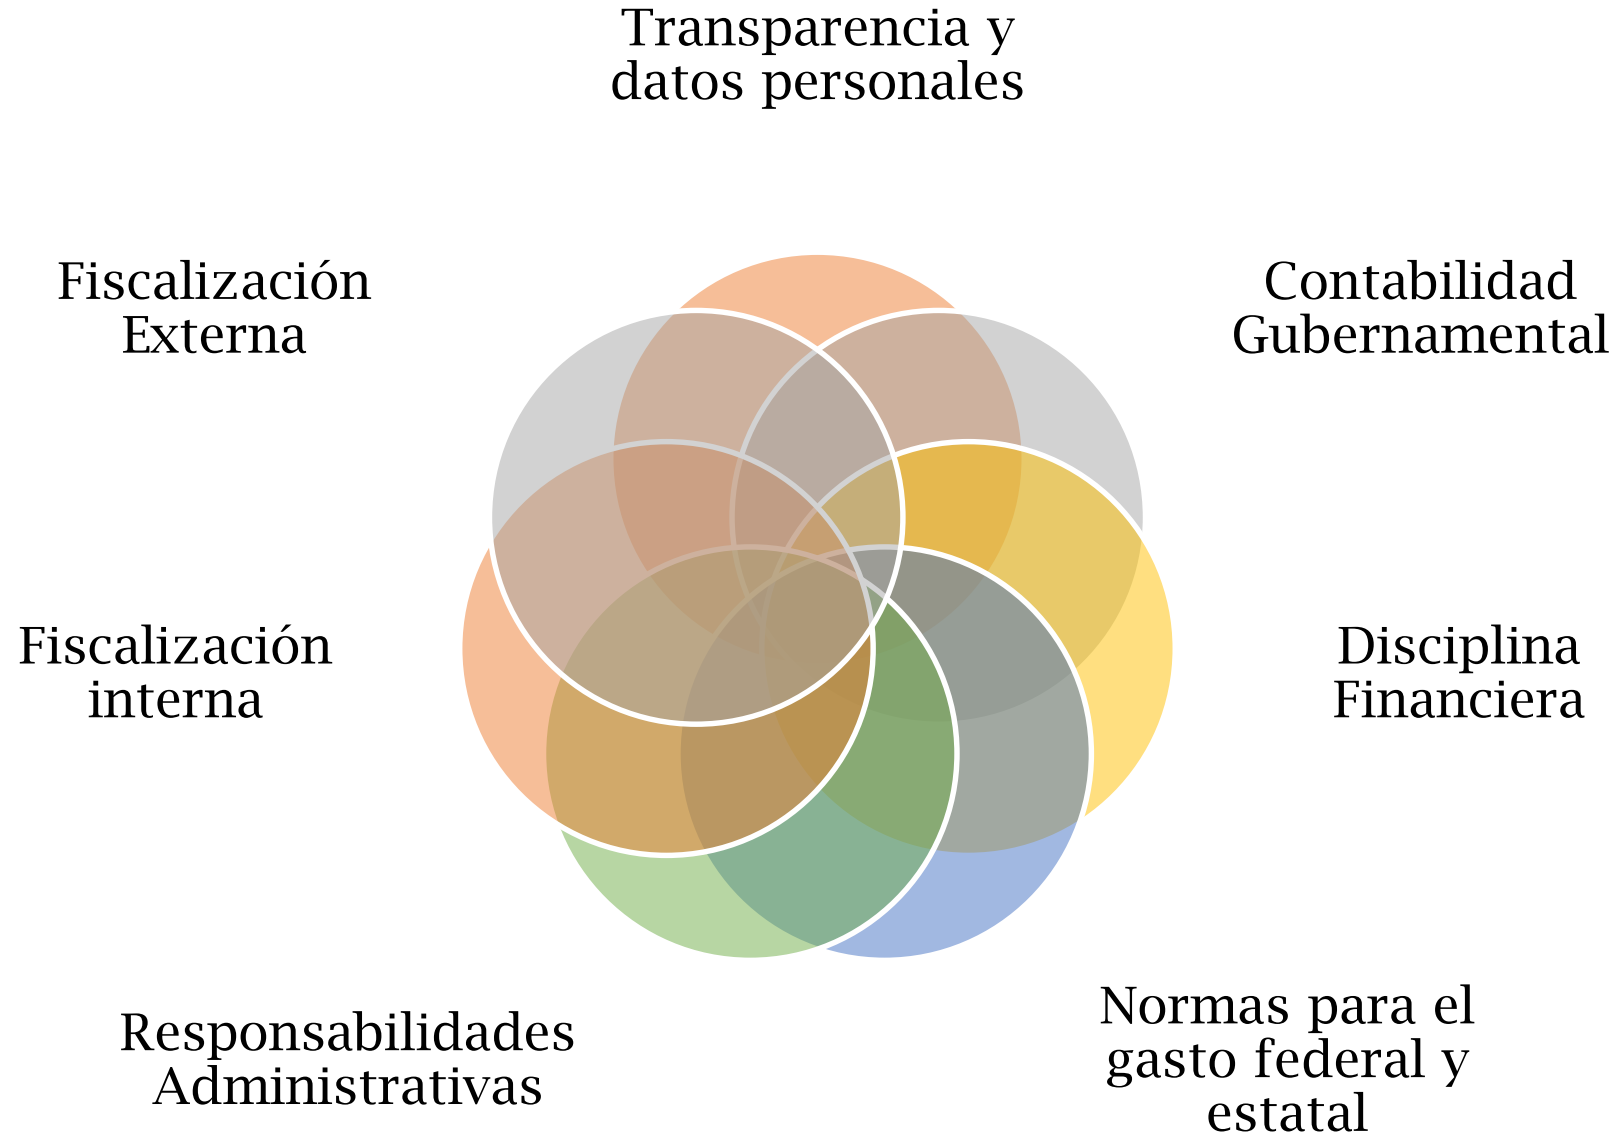 Transparencia y
datos personales
Fiscalización
Externa
Contabilidad
Gubernamental
Fiscalización
interna
Disciplina
Financiera
Responsabilidades
Administrativas
Normas para el
gasto federal y
estatal